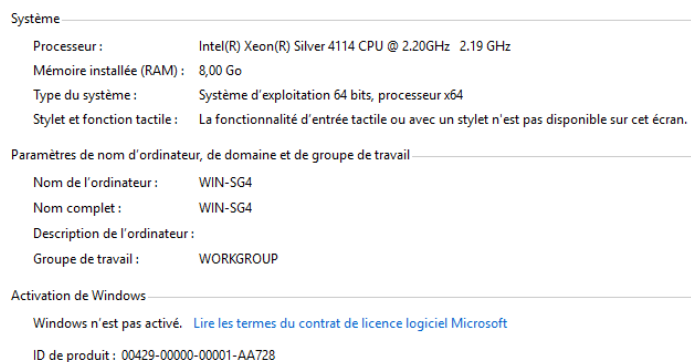 Système
Processeur : Intel(R) Xeon(R) Silver 4114 CPU @ 2.20GHz 2.19 GHz
Mémoire installée (RAM) : 8,00 Go
Type du système : Système d'exploitation 64 bits, processeur x64
Stylet et fonction tactile : La fonctionnalité d'entrée tactile ou avec un stylet n'est pas disponible sur cet écran.
Paramètres de nom d'ordinateur, de domaine et de groupe de travail
Nom de l'ordinateur : WIN-SG4
Nom complet : WIN-SG4
Description de l'ordinateur :
Groupe de travail : WORKGROUP
Activation de Windows
Windows n'est pas activé. Lire les termes du contrat de licence logiciel Microsoft
ID de produit : 00429-00000-00001-AA728